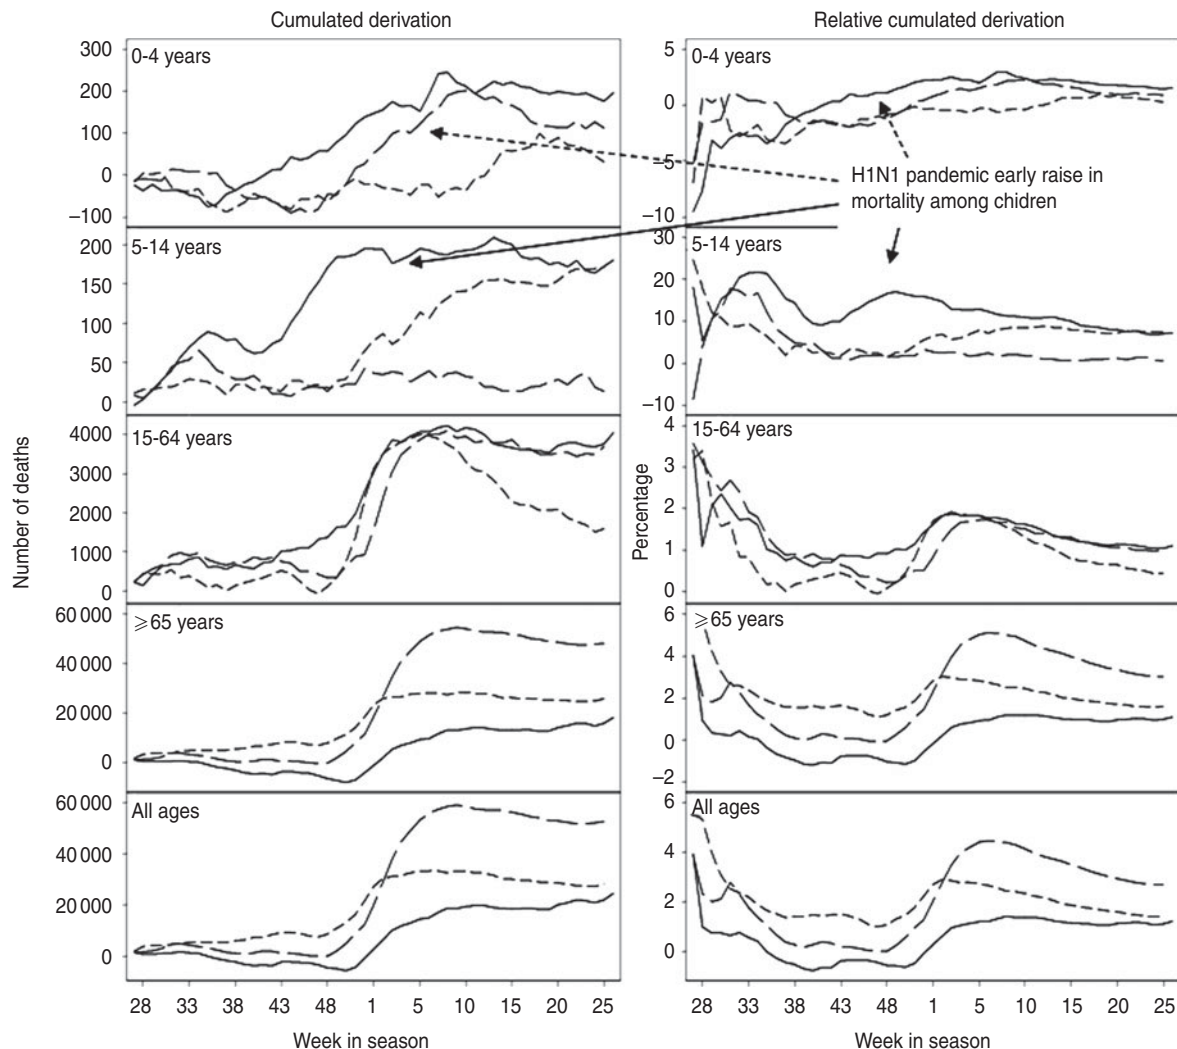 Cumulated derivation
Relative cumulated derivation
Number of deaths
0-4 years
300
200
100
0
−100
5-14 years
200
150
100
50
0
15-64 years
4000
3000
2000
1000
0
⩾65 years
60 000
40 000
20 000
0
All ages
60 000
40 000
20 000
0
28 33 38 43 48 1 5 10 15 20 25
Week in season
Percentage
0-4 years
5
0
−5
−10
H1N1 pandemic early raise in
mortality among chidren
5-14 years
30
20
10
0
−10
15-64 years
4
3
2
1
0
⩾65 years
6
4
2
0
−2
All ages
6
4
2
0
28 33 38 43 48 1 5 10 15 20 25
Week in season